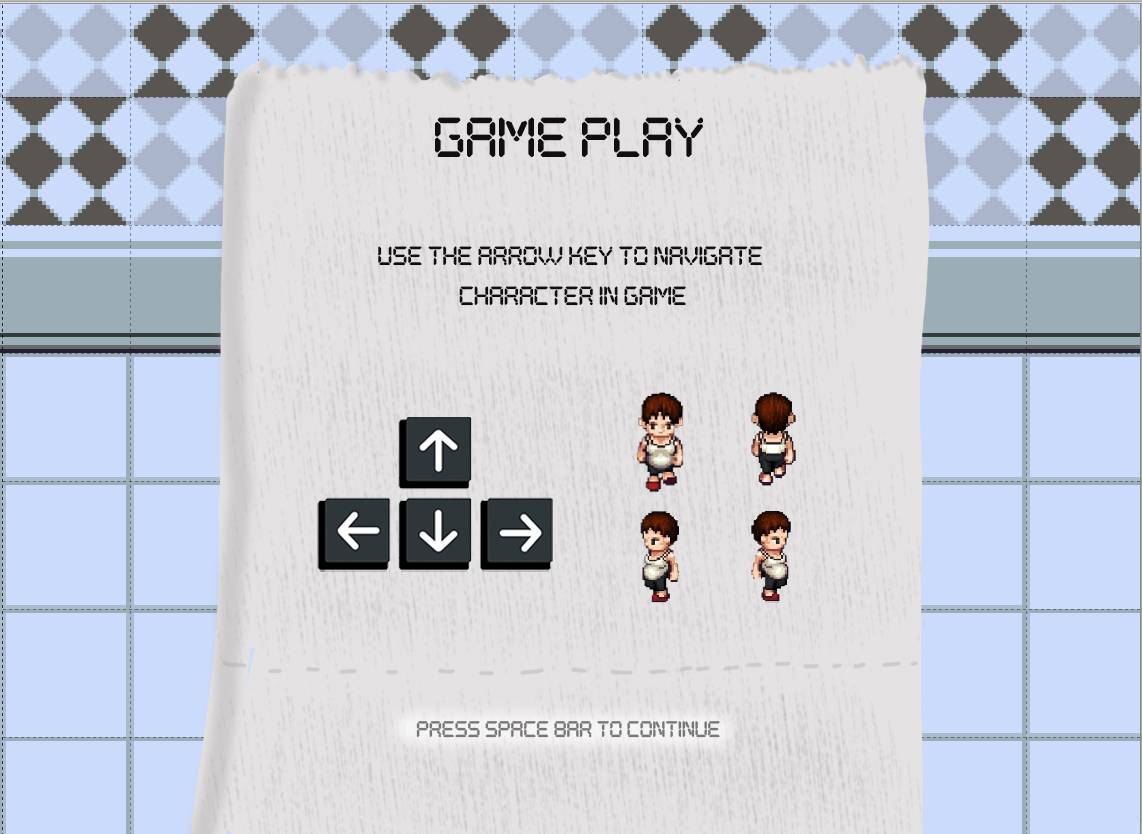 GAME PLAY
USE THE ARROW KEY TO NAVIGATE
CHARACTER IN GAME
PRESS SPACE BAR TO CONTINUE